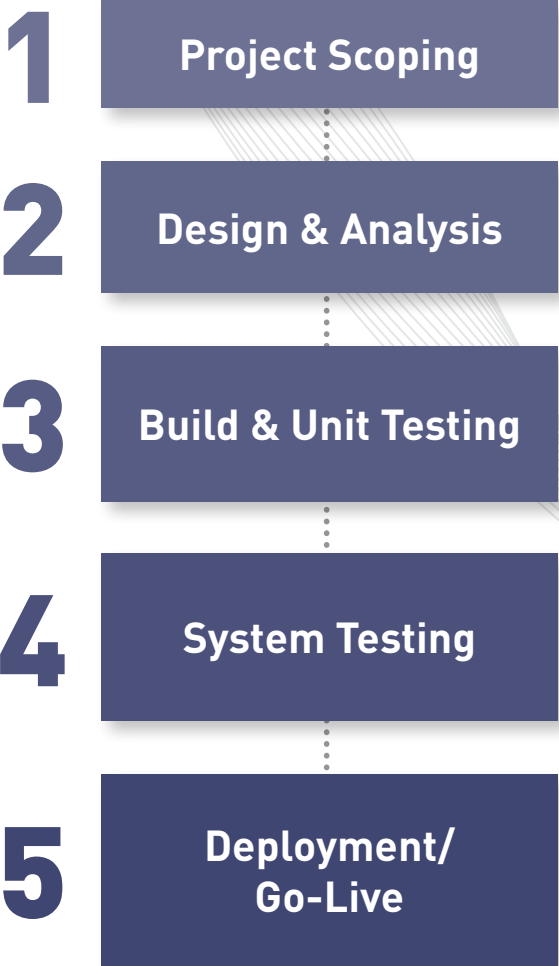 1
Project Scoping
2
Design & Analysis
3
Build & Unit Testing
4
System Testing
5
Deployment/
Go-Live